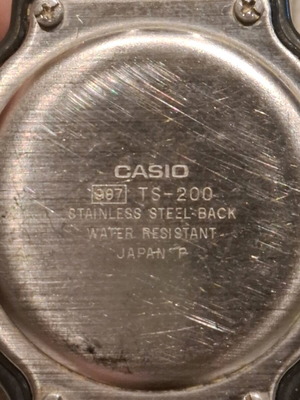 CASIO
987 TS-200
STAINLESS STEEL BACK
WATER RESISTANT
JAPAN P